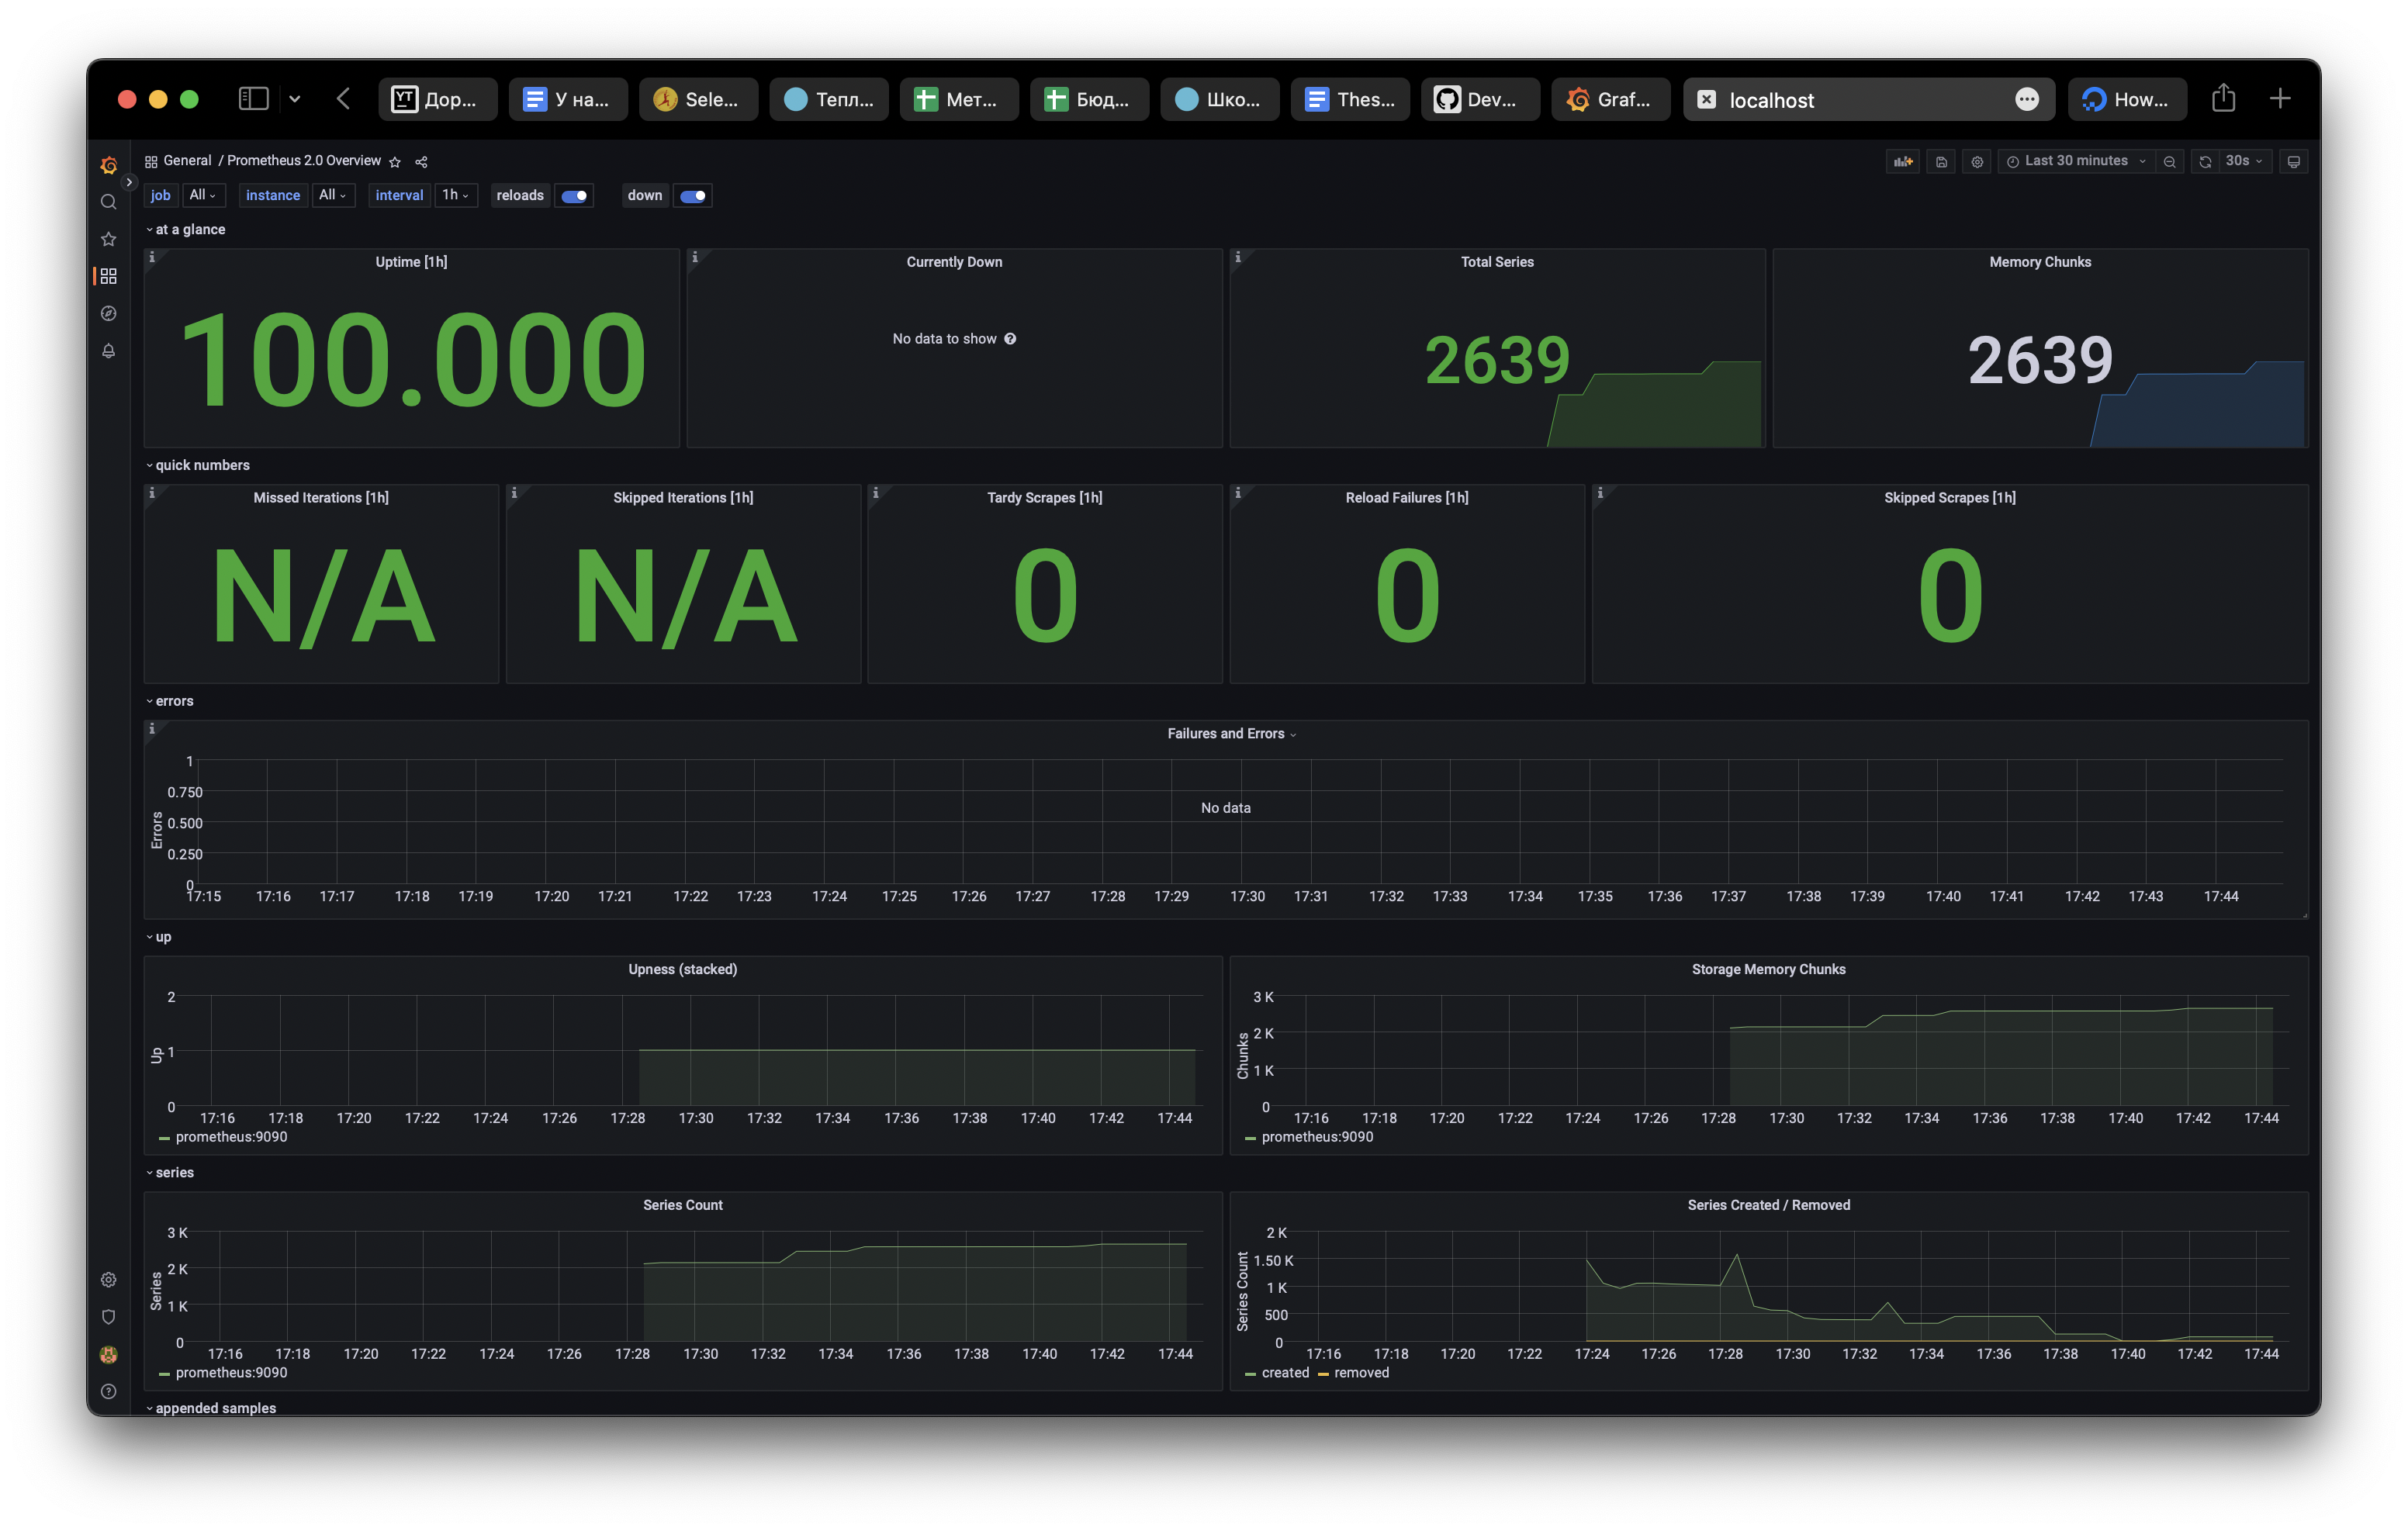 YT Дор... У на... Sele... Тепл... Мет... Бюд... Шко... Thes... Dev... Graf... localhost How...
General / Prometheus 2.0 Overview Last 30 minutes 30s
job All instance All interval 1h reloads down
at a glance
Uptime [1h] Currently Down Total Series Memory Chunks
100.000 No data to show 2639 2639
quick numbers
Missed Iterations [1h] Skipped Iterations [1h] Tardy Scrapes [1h] Reload Failures [1h] Skipped Scrapes [1h]
N/A N/A 0 0 0
errors
Failures and Errors
1
0.750
No data
0.500
0.250
0
Errors
17:15 17:16 17:17 17:18 17:19 17:20 17:21 17:22 17:23 17:24 17:25 17:26 17:27 17:28 17:29 17:30 17:31 17:32 17:33 17:34 17:35 17:36 17:37 17:38 17:39 17:40 17:41 17:42 17:43 17:44
up
Upness (stacked)
2
1
0
Up
17:16 17:18 17:20 17:22 17:24 17:26 17:28 17:30 17:32 17:34 17:36 17:38 17:40 17:42 17:44
prometheus:9090
Storage Memory Chunks
3 K
2 K
1 K
0
Chunks
17:16 17:18 17:20 17:22 17:24 17:26 17:28 17:30 17:32 17:34 17:36 17:38 17:40 17:42 17:44
prometheus:9090
series
Series Count
3 K
2 K
1 K
0
Series
17:16 17:18 17:20 17:22 17:24 17:26 17:28 17:30 17:32 17:34 17:36 17:38 17:40 17:42 17:44
prometheus:9090
Series Created / Removed
2 K
1.50 K
1 K
500
0
Series Count
17:16 17:18 17:20 17:22 17:24 17:26 17:28 17:30 17:32 17:34 17:36 17:38 17:40 17:42 17:44
created removed
appended samples